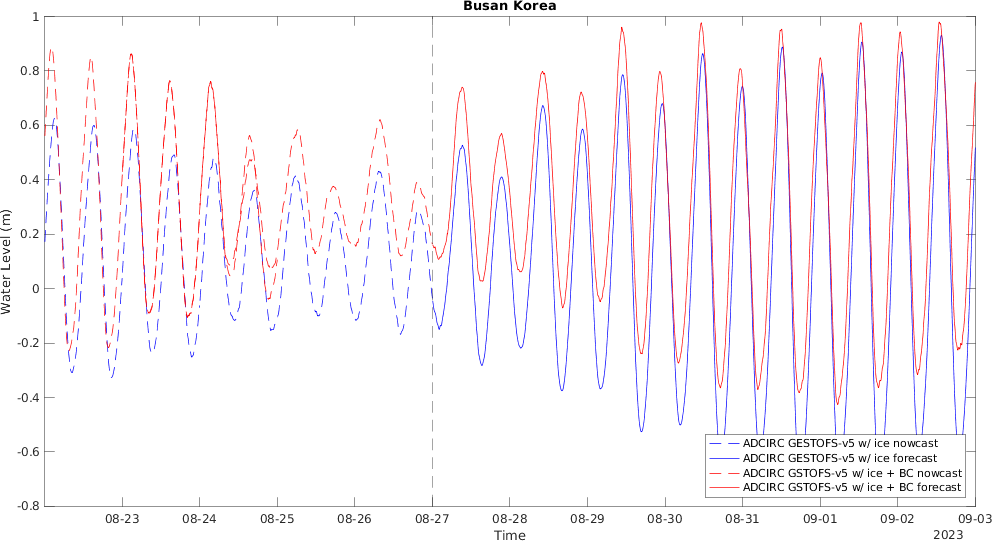 Busan Korea
Water Level (m)
1
0.8
0.6
0.4
0.2
0
-0.2
-0.4
-0.6
-0.8
ADCIRC GESTOFS-v5 w/ ice nowcast
ADCIRC GESTOFS-v5 w/ ice forecast
ADCIRC GSTOFS-v5 w/ ice + BC nowcast
ADCIRC GSTOFS-v5 w/ ice + BC forecast
08-23 08-24 08-25 08-26 08-27 08-28 08-29 08-30 08-31 09-01 09-02 09-03
Time
2023